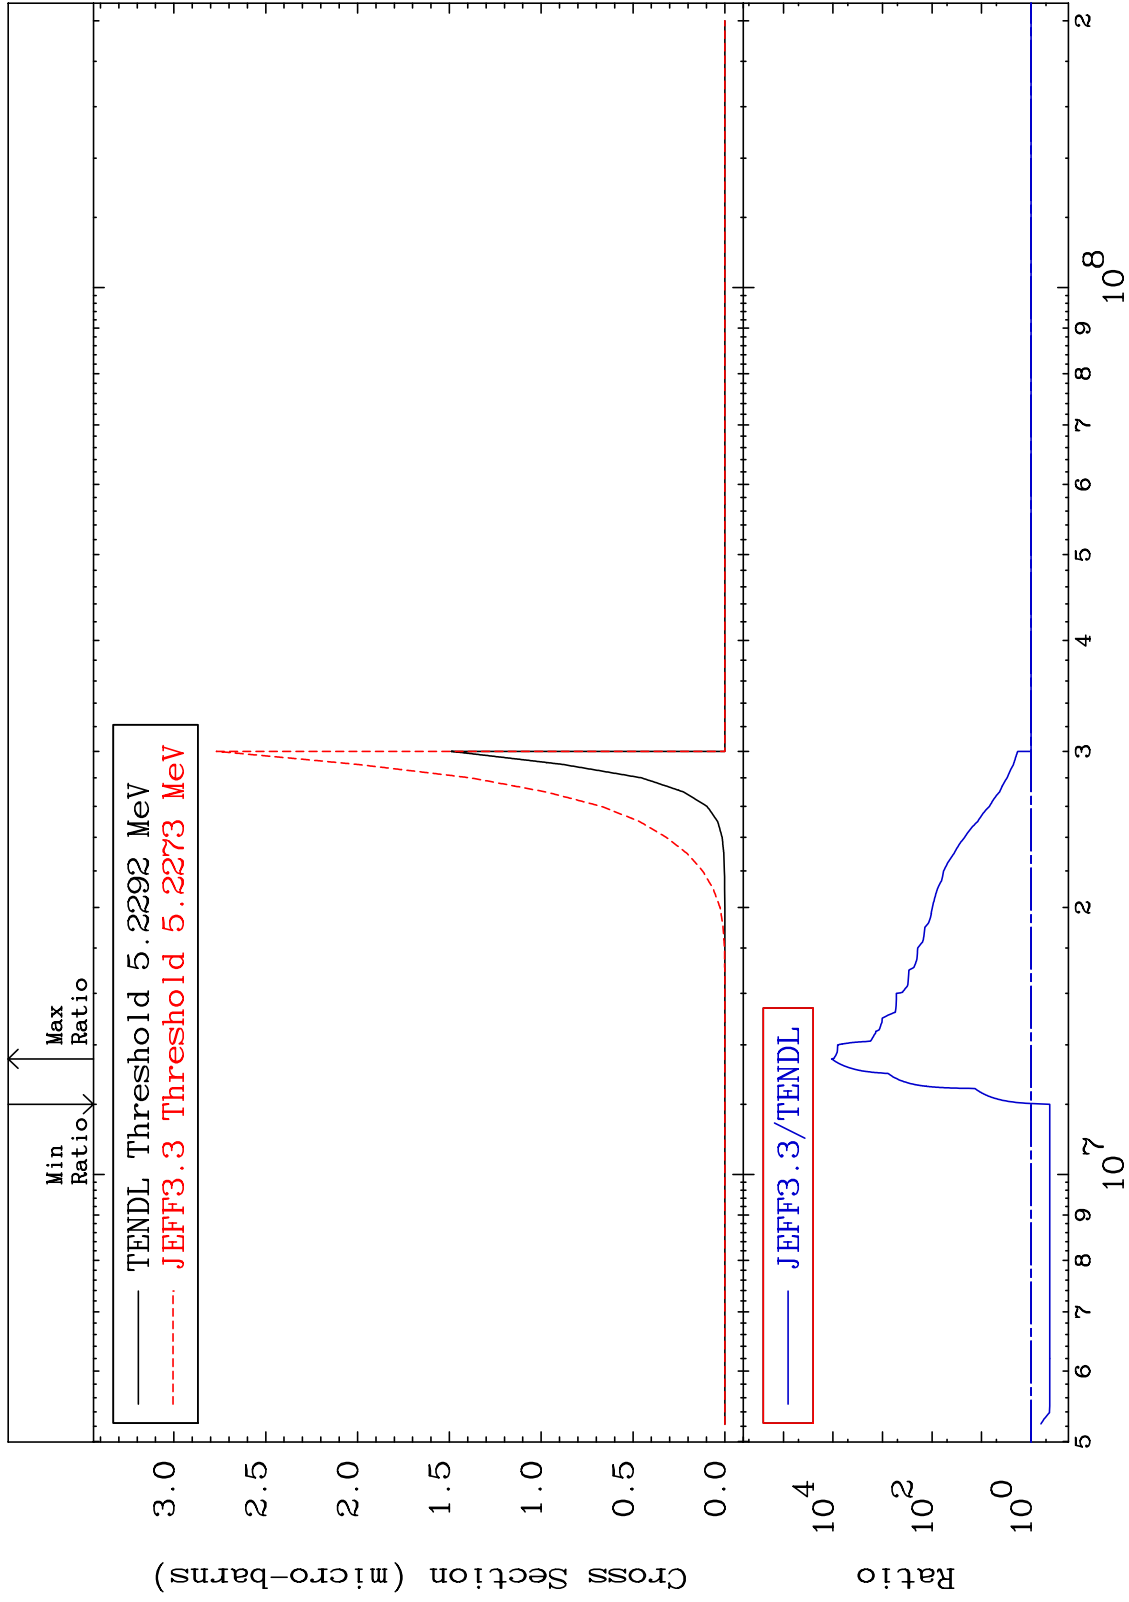 Min
Ratio
Max
Ratio
TENDL Threshold 5.2292 MeV
JEFF3.3 Threshold 5.2273 MeV
Cross Section (micro-barns)
3.0
2.5
2.0
1.5
1.0
0.5
0.0
JEFF3.3/TENDL
Ratio
10^4
10^2
10^0
5 6 7 8 9 10^7 2 3 4 5 6 7 8 9 10^8 2